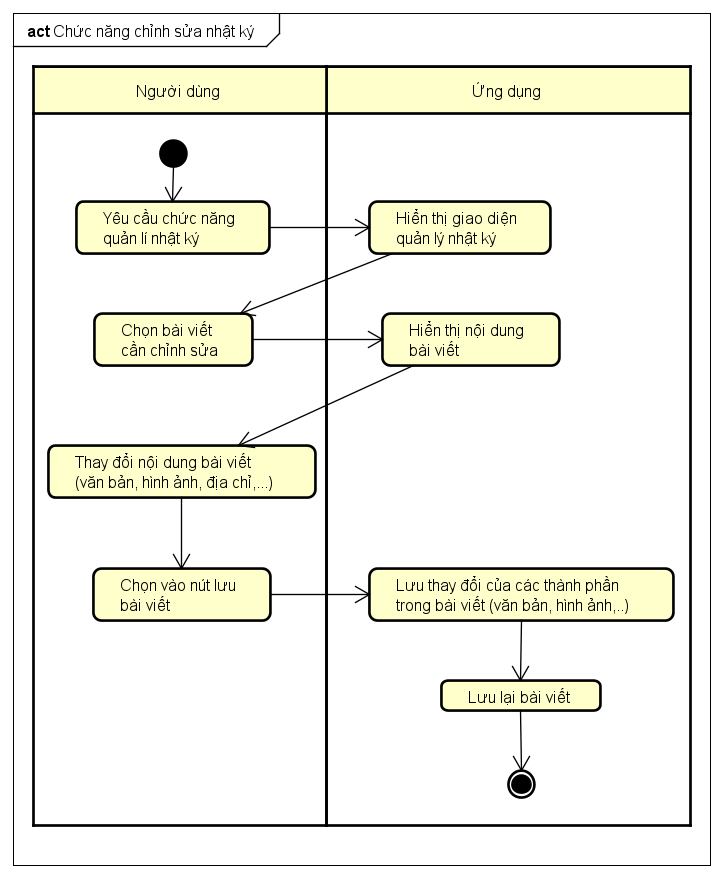 act Chức năng chỉnh sửa nhật ký
Người dùng
Ứng dụng
Yêu cầu chức năng
quản lí nhật ký
Hiển thị giao diện
quản lý nhật ký
Chọn bài viết
cần chỉnh sửa
Hiển thị nội dung
bài viết
Thay đổi nội dung bài viết
(văn bản, hình ảnh, địa chỉ,...)
Chọn vào nút lưu
bài viết
Lưu thay đổi của các thành phần
trong bài viết (văn bản, hình ảnh,..)
Lưu lại bài viết